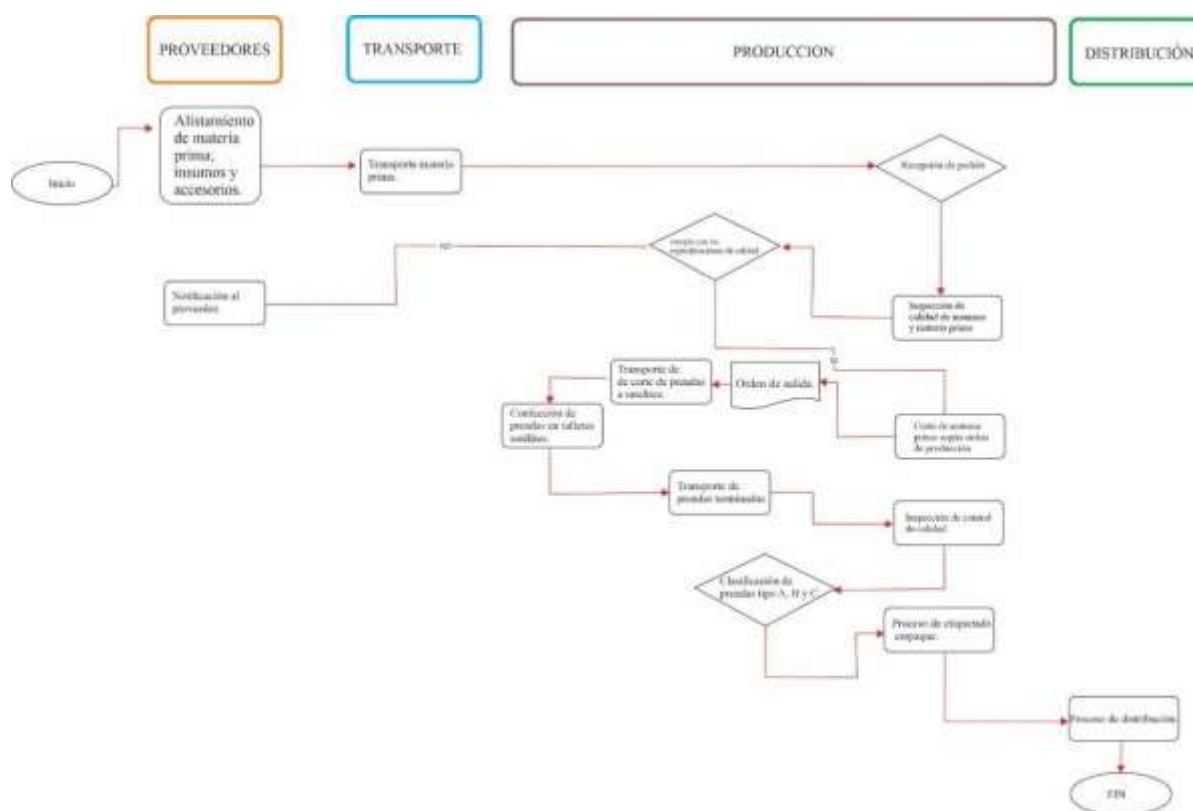 PROVEEDORES
TRANSPORTE
PRODUCCION
DISTRIBUCIÓN
Inicio
Alistamiento
de matería
prima,
insumos y
accesorios.
Transporte matería
prima.
Recepción de pedido
cumple con las
especificaciones de calidad
NO
Notificación al
proveedor.
Inspección de
calidad de insumos
y materia prima
SI
Transporte de
de corte de prendas
a satélites.
Orden de salida.
Confección de
prendas en talleres
satélites.
Corte de materia
prima según orden
de producción
Transporte de
prendas terminadas
Inspección de control
de calidad.
Clasificación de
prendas tipo A, B y C.
Proceso de etiquetado
empaque.
Proceso de distribución.
FIN